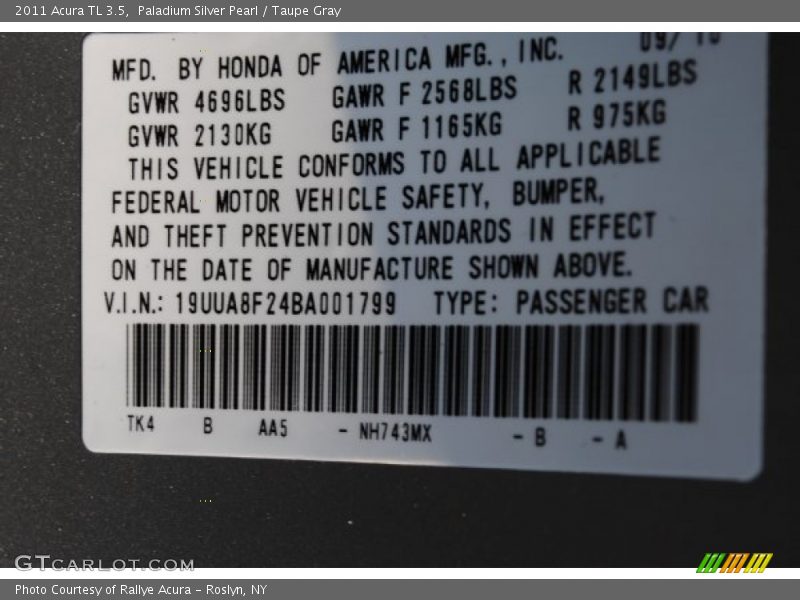 2011 Acura TL 3.5, Paladium Silver Pearl / Taupe Gray
MFD. BY HONDA OF AMERICA MFG., INC.
GVWR 4696LBS GAWR F 2568LBS R 2149LBS
GVWR 2130KG GAWR F 1165KG R 975KG
THIS VEHICLE CONFORMS TO ALL APPLICABLE
FEDERAL MOTOR VEHICLE SAFETY, BUMPER,
AND THEFT PREVENTION STANDARDS IN EFFECT
ON THE DATE OF MANUFACTURE SHOWN ABOVE.
V.I.N.: 19UUA8F24BA001799 TYPE: PASSENGER CAR
TK4 B AA5 - NH743MX - B - A
GTCARLOT.COM
Photo Courtesy of Rallye Acura - Roslyn, NY